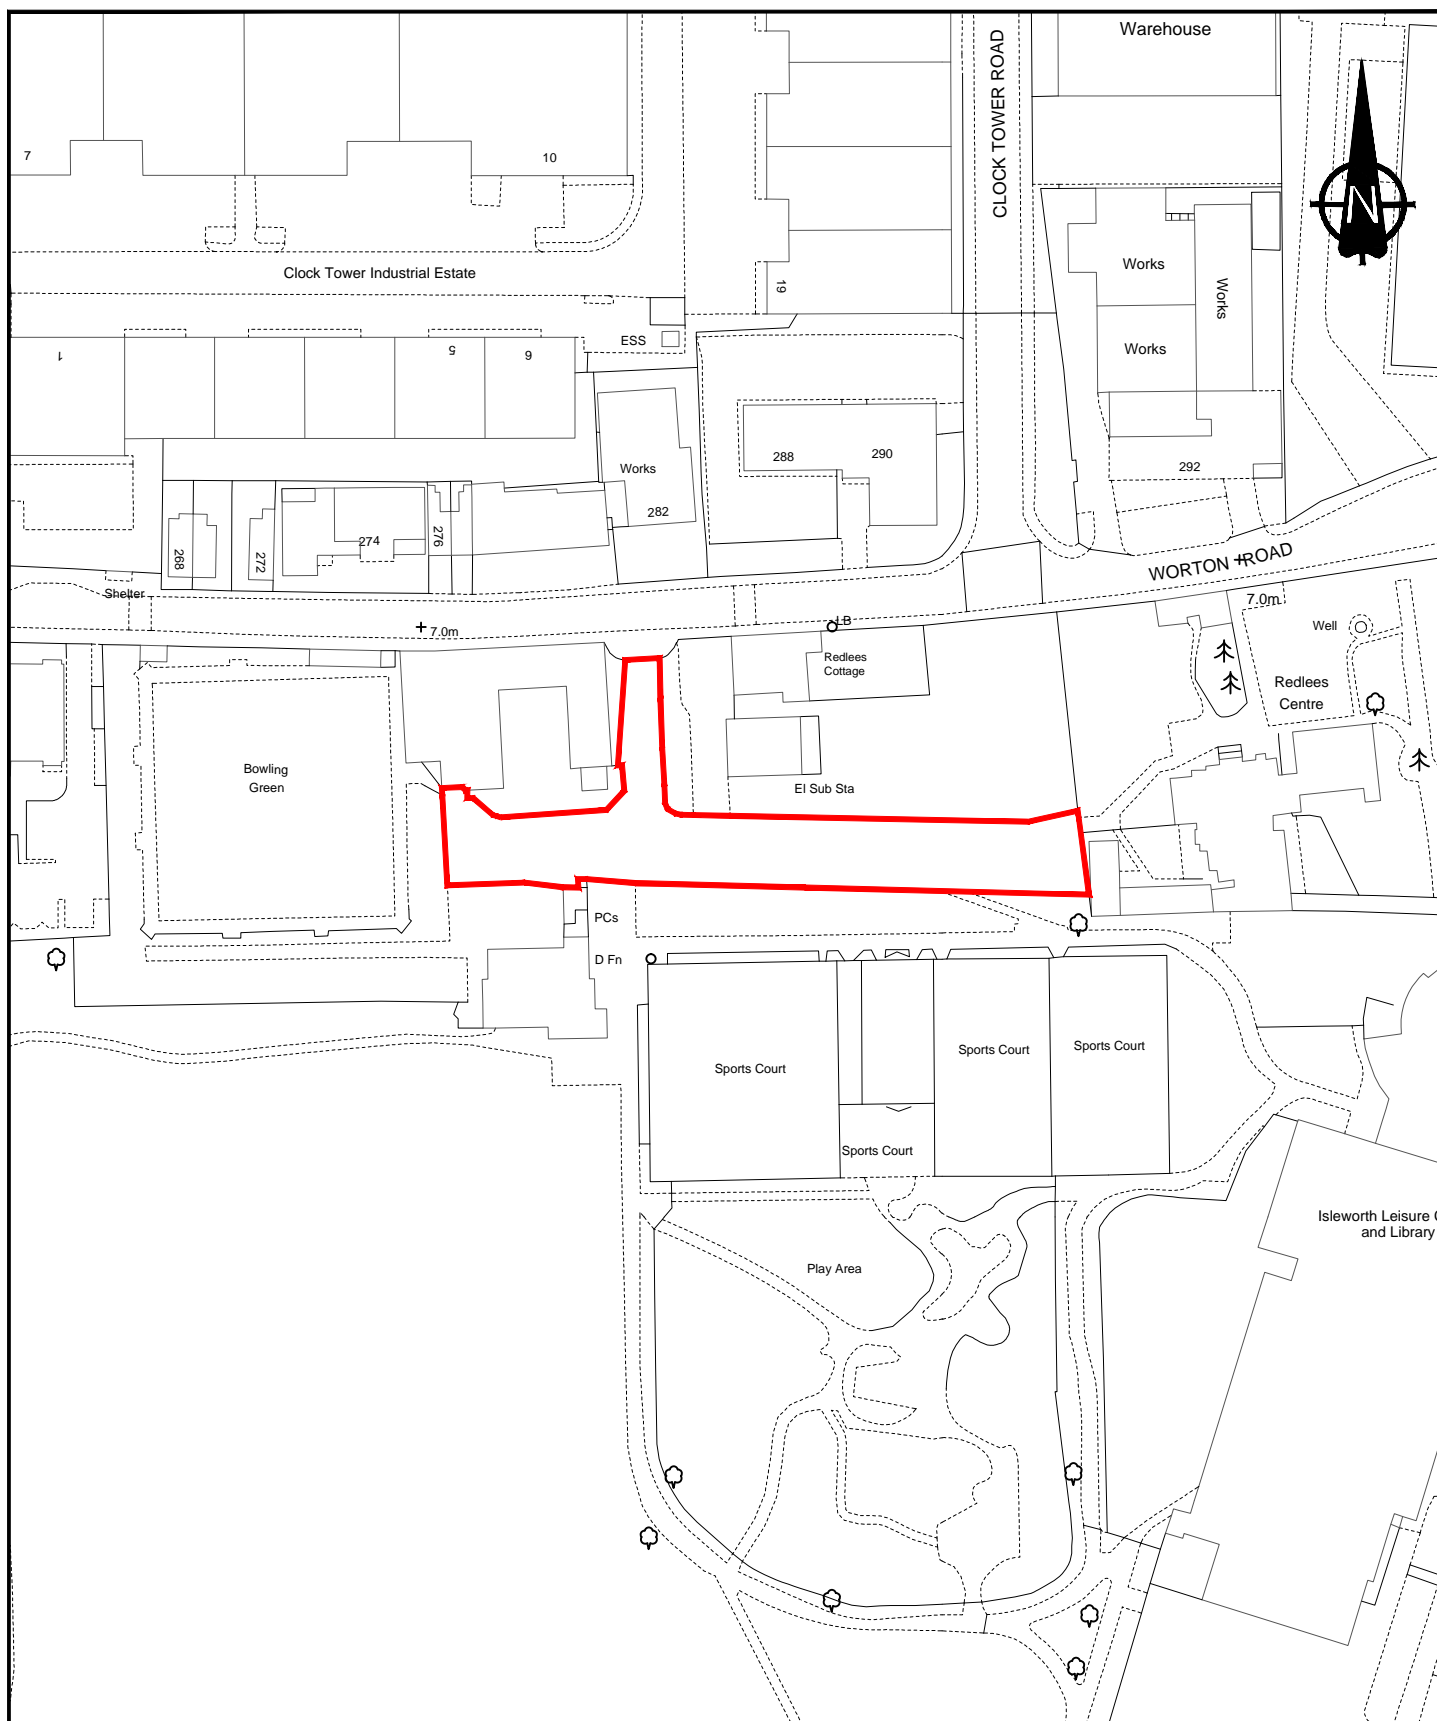 Warehouse
CLOCK TOWER ROAD
7
10
N
Works
Works
Clock Tower Industrial Estate
19
ESS
Works
1
5
6
288
290
Works
292
282
268
272
274
276
WORTON ROAD
Shelter
7.0m
LB
7.0m
Well
Redlees
Cottage
Redlees
Centre
Bowling
Green
El Sub Sta
PCs
D Fn
Sports Court
Sports Court
Sports Court
Sports Court
Isleworth Leisure C
and Library
Play Area